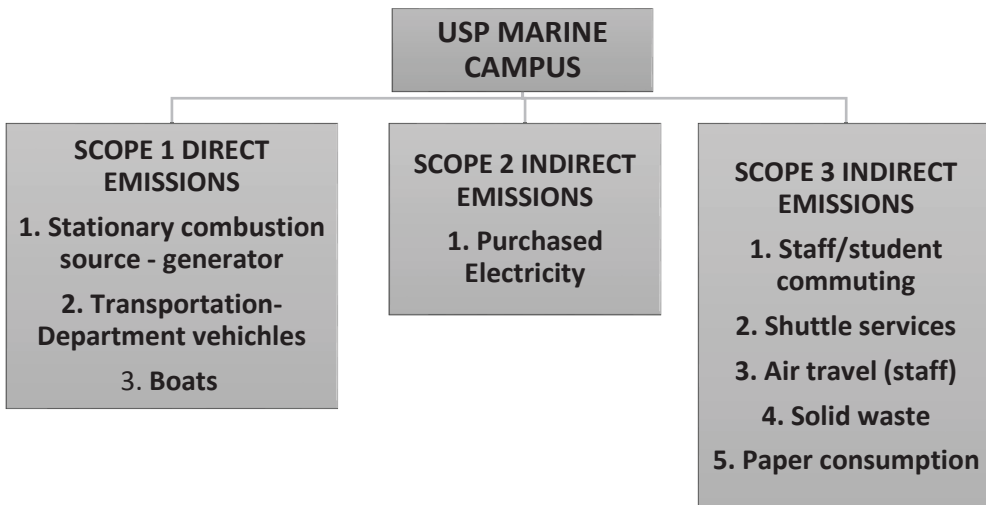 USP MARINE
CAMPUS
SCOPE 1 DIRECT
EMISSIONS
1. Stationary combustion
source - generator
2. Transportation-
Department vehichles
3. Boats
SCOPE 2 INDIRECT
EMISSIONS
1. Purchased
Electricity
SCOPE 3 INDIRECT
EMISSIONS
1. Staff/student
commuting
2. Shuttle services
3. Air travel (staff)
4. Solid waste
5. Paper consumption